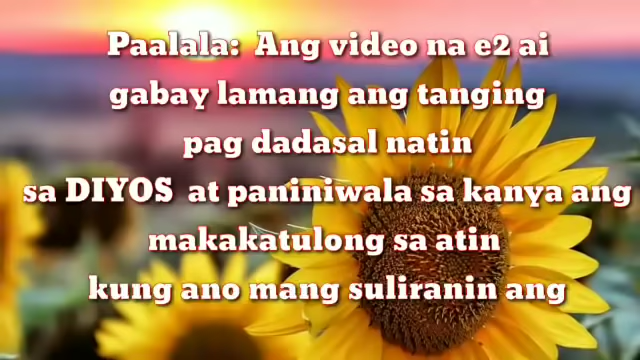 Paalala: Ang video na e2 ai
gabay lamang ang tanging
pag dadasal natin
sa DIYOS at paniniwala sa kanya ang
makakatulong sa atin
kung ano mang suliranin ang